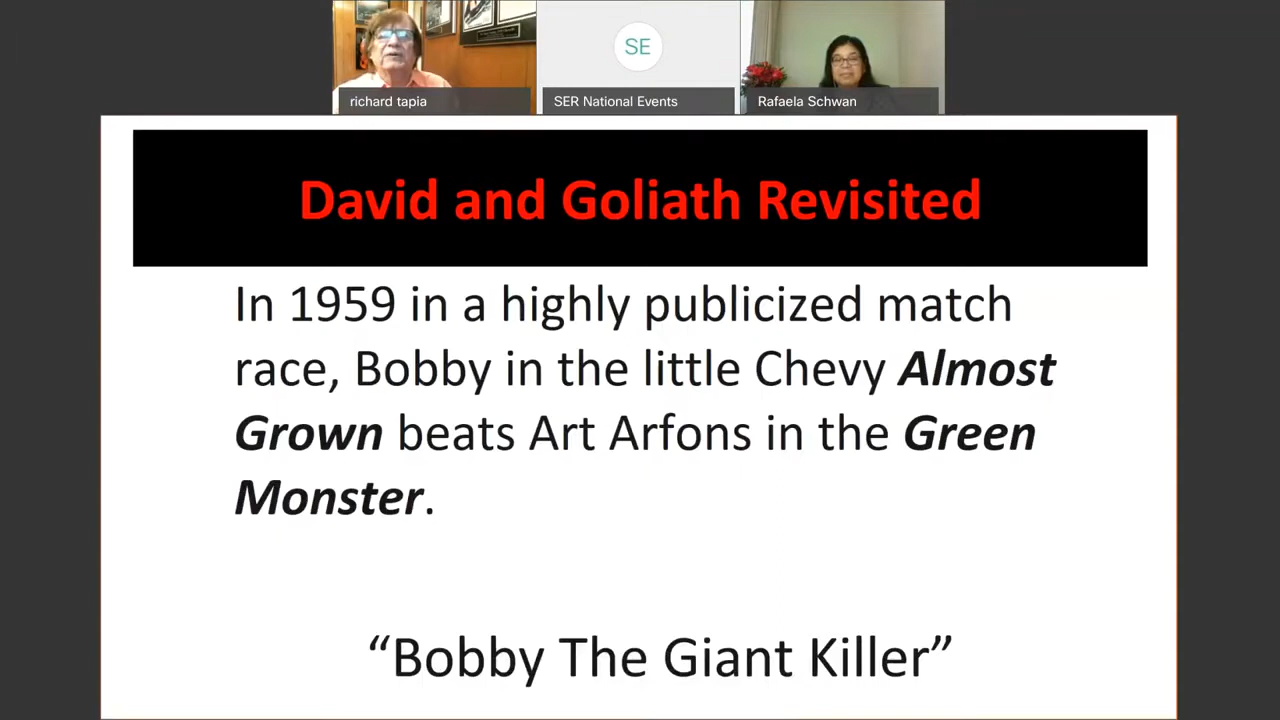 SE
richard tapia
SER National Events
Rafaela Schwan
David and Goliath Revisited
In 1959 in a highly publicized match
race, Bobby in the little Chevy Almost
Grown beats Art Arfons in the Green
Monster.
“Bobby The Giant Killer”